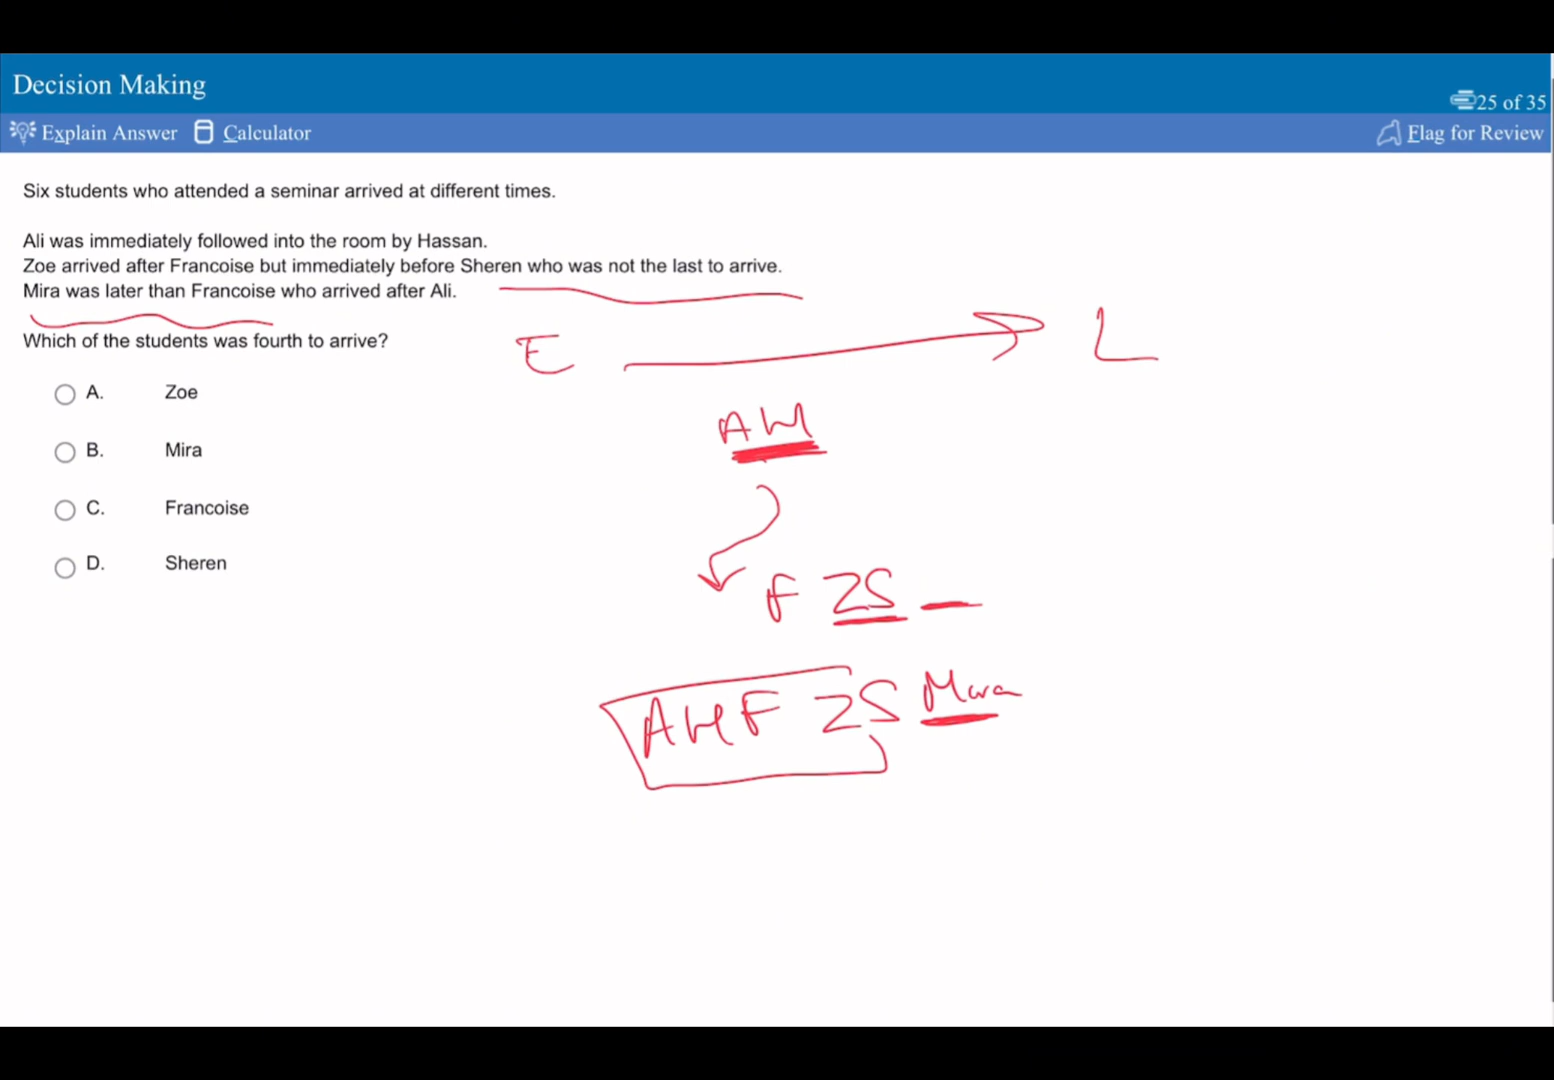 Decision Making
25 of 35
Explain Answer Calculator
Flag for Review
Six students who attended a seminar arrived at different times.
Ali was immediately followed into the room by Hassan.
Zoe arrived after Francoise but immediately before Sheren who was not the last to arrive.
Mira was later than Francoise who arrived after Ali.
Which of the students was fourth to arrive?
E L
A. Zoe
AH
B. Mira
C. Francoise
D. Sheren
F ZS
AHF ZS Mira